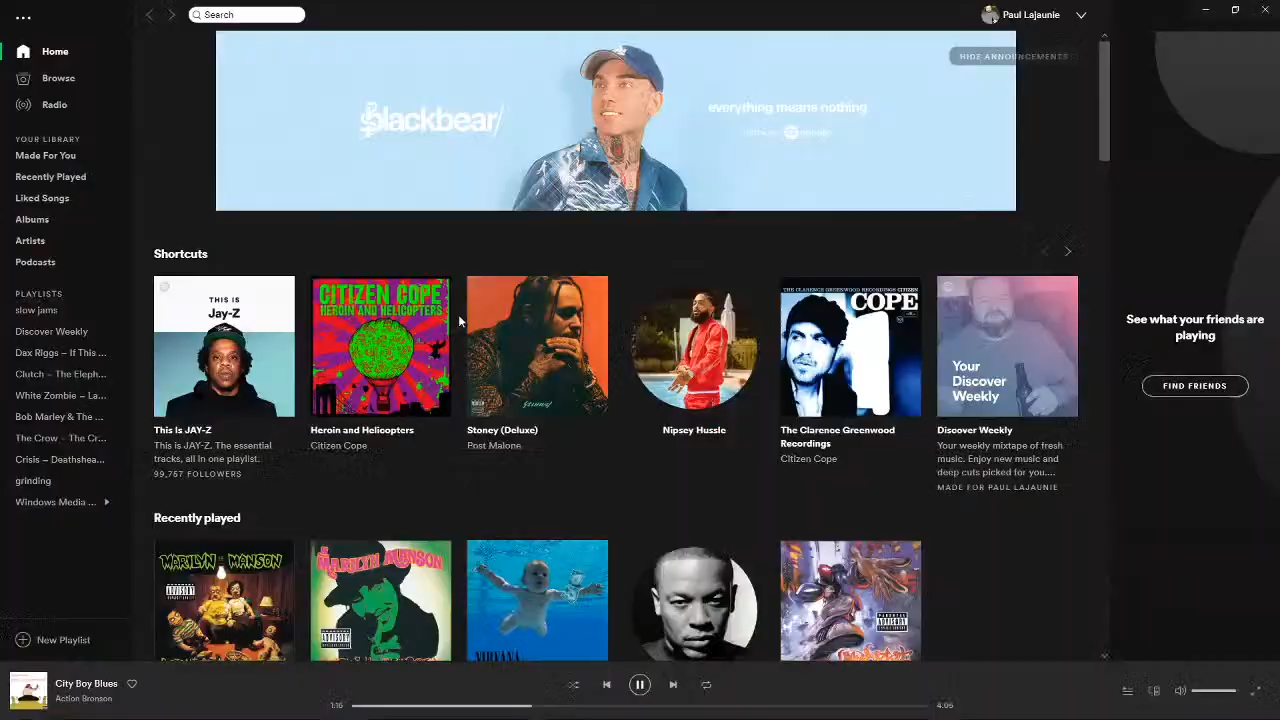 Search
Paul Lajaunie
Home
Browse
Radio
YOUR LIBRARY
Made For You
Recently Played
Liked Songs
Albums
Artists
Podcasts
PLAYLISTS
slow jams
Discover Weekly
Dax Riggs – If This ...
Clutch – The Eleph...
White Zombie – La...
Bob Marley & The ...
The Crow – The Cr...
Crisis – Deathshea...
grinding
Windows Media ...
New Playlist
HIDE ANNOUNCEMENTS
blackbear/
everything means nothing
Shortcuts
THIS IS
Jay-Z
CITIZEN COPE
HEROIN AND HELICOPTERS
THE CLARENCE GREENWOOD RECORDINGS CITIZEN
COPE
Your
Discover
Weekly
This Is JAY-Z
This is JAY-Z. The essential
tracks, all in one playlist.
99,757 FOLLOWERS
Heroin and Helicopters
Citizen Cope
Stoney (Deluxe)
Post Malone
Nipsey Hussle
The Clarence Greenwood
Recordings
Citizen Cope
Discover Weekly
Your weekly mixtape of fresh
music. Enjoy new music and
deep cuts picked for you....
MADE FOR PAUL LAJAUNIE
Recently played
MARILYN MANSON
MARILYN MANSON
NIRVANA
See what your friends are
playing
FIND FRIENDS
City Boy Blues
Action Bronson
1:16
4:05